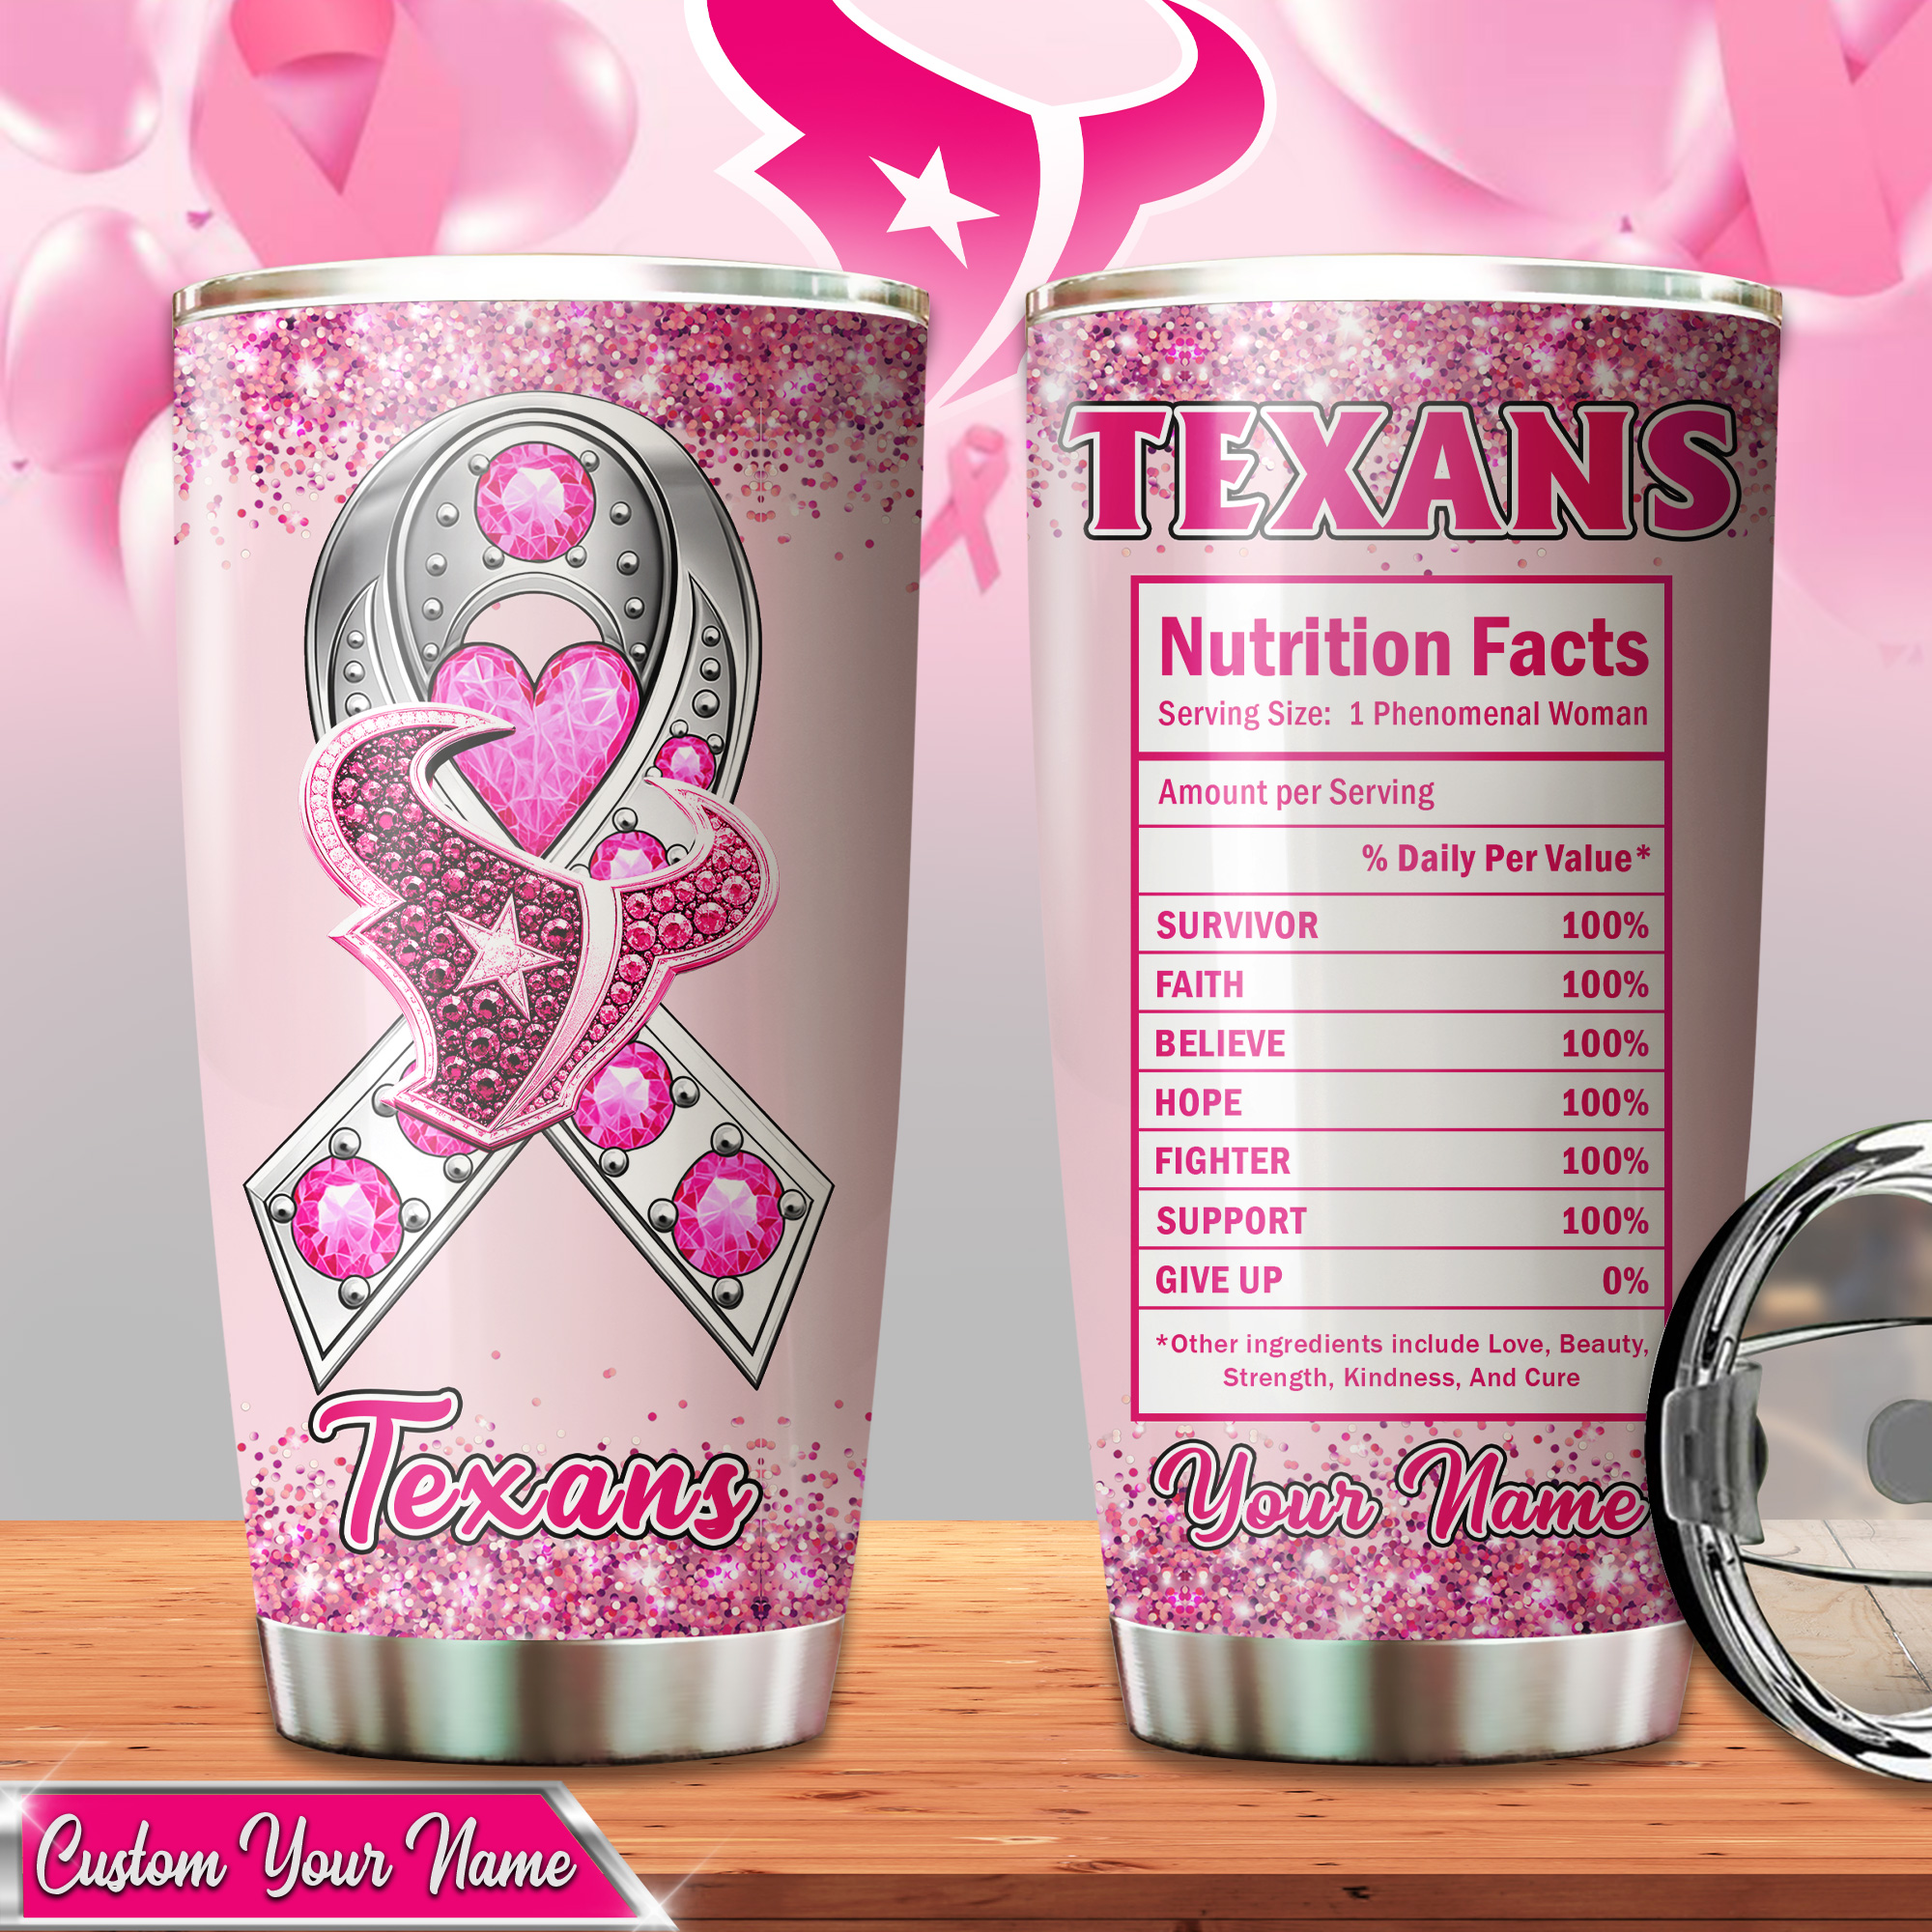 Texans
TEXANS
Nutrition Facts
Serving Size: 1 Phenomenal Woman
Amount per Serving
% Daily Per Value*
SURVIVOR 100%
FAITH 100%
BELIEVE 100%
HOPE 100%
FIGHTER 100%
SUPPORT 100%
GIVE UP 0%
*Other ingredients include Love, Beauty,
Strength, Kindness, And Cure
Your Name
Custom Your Name